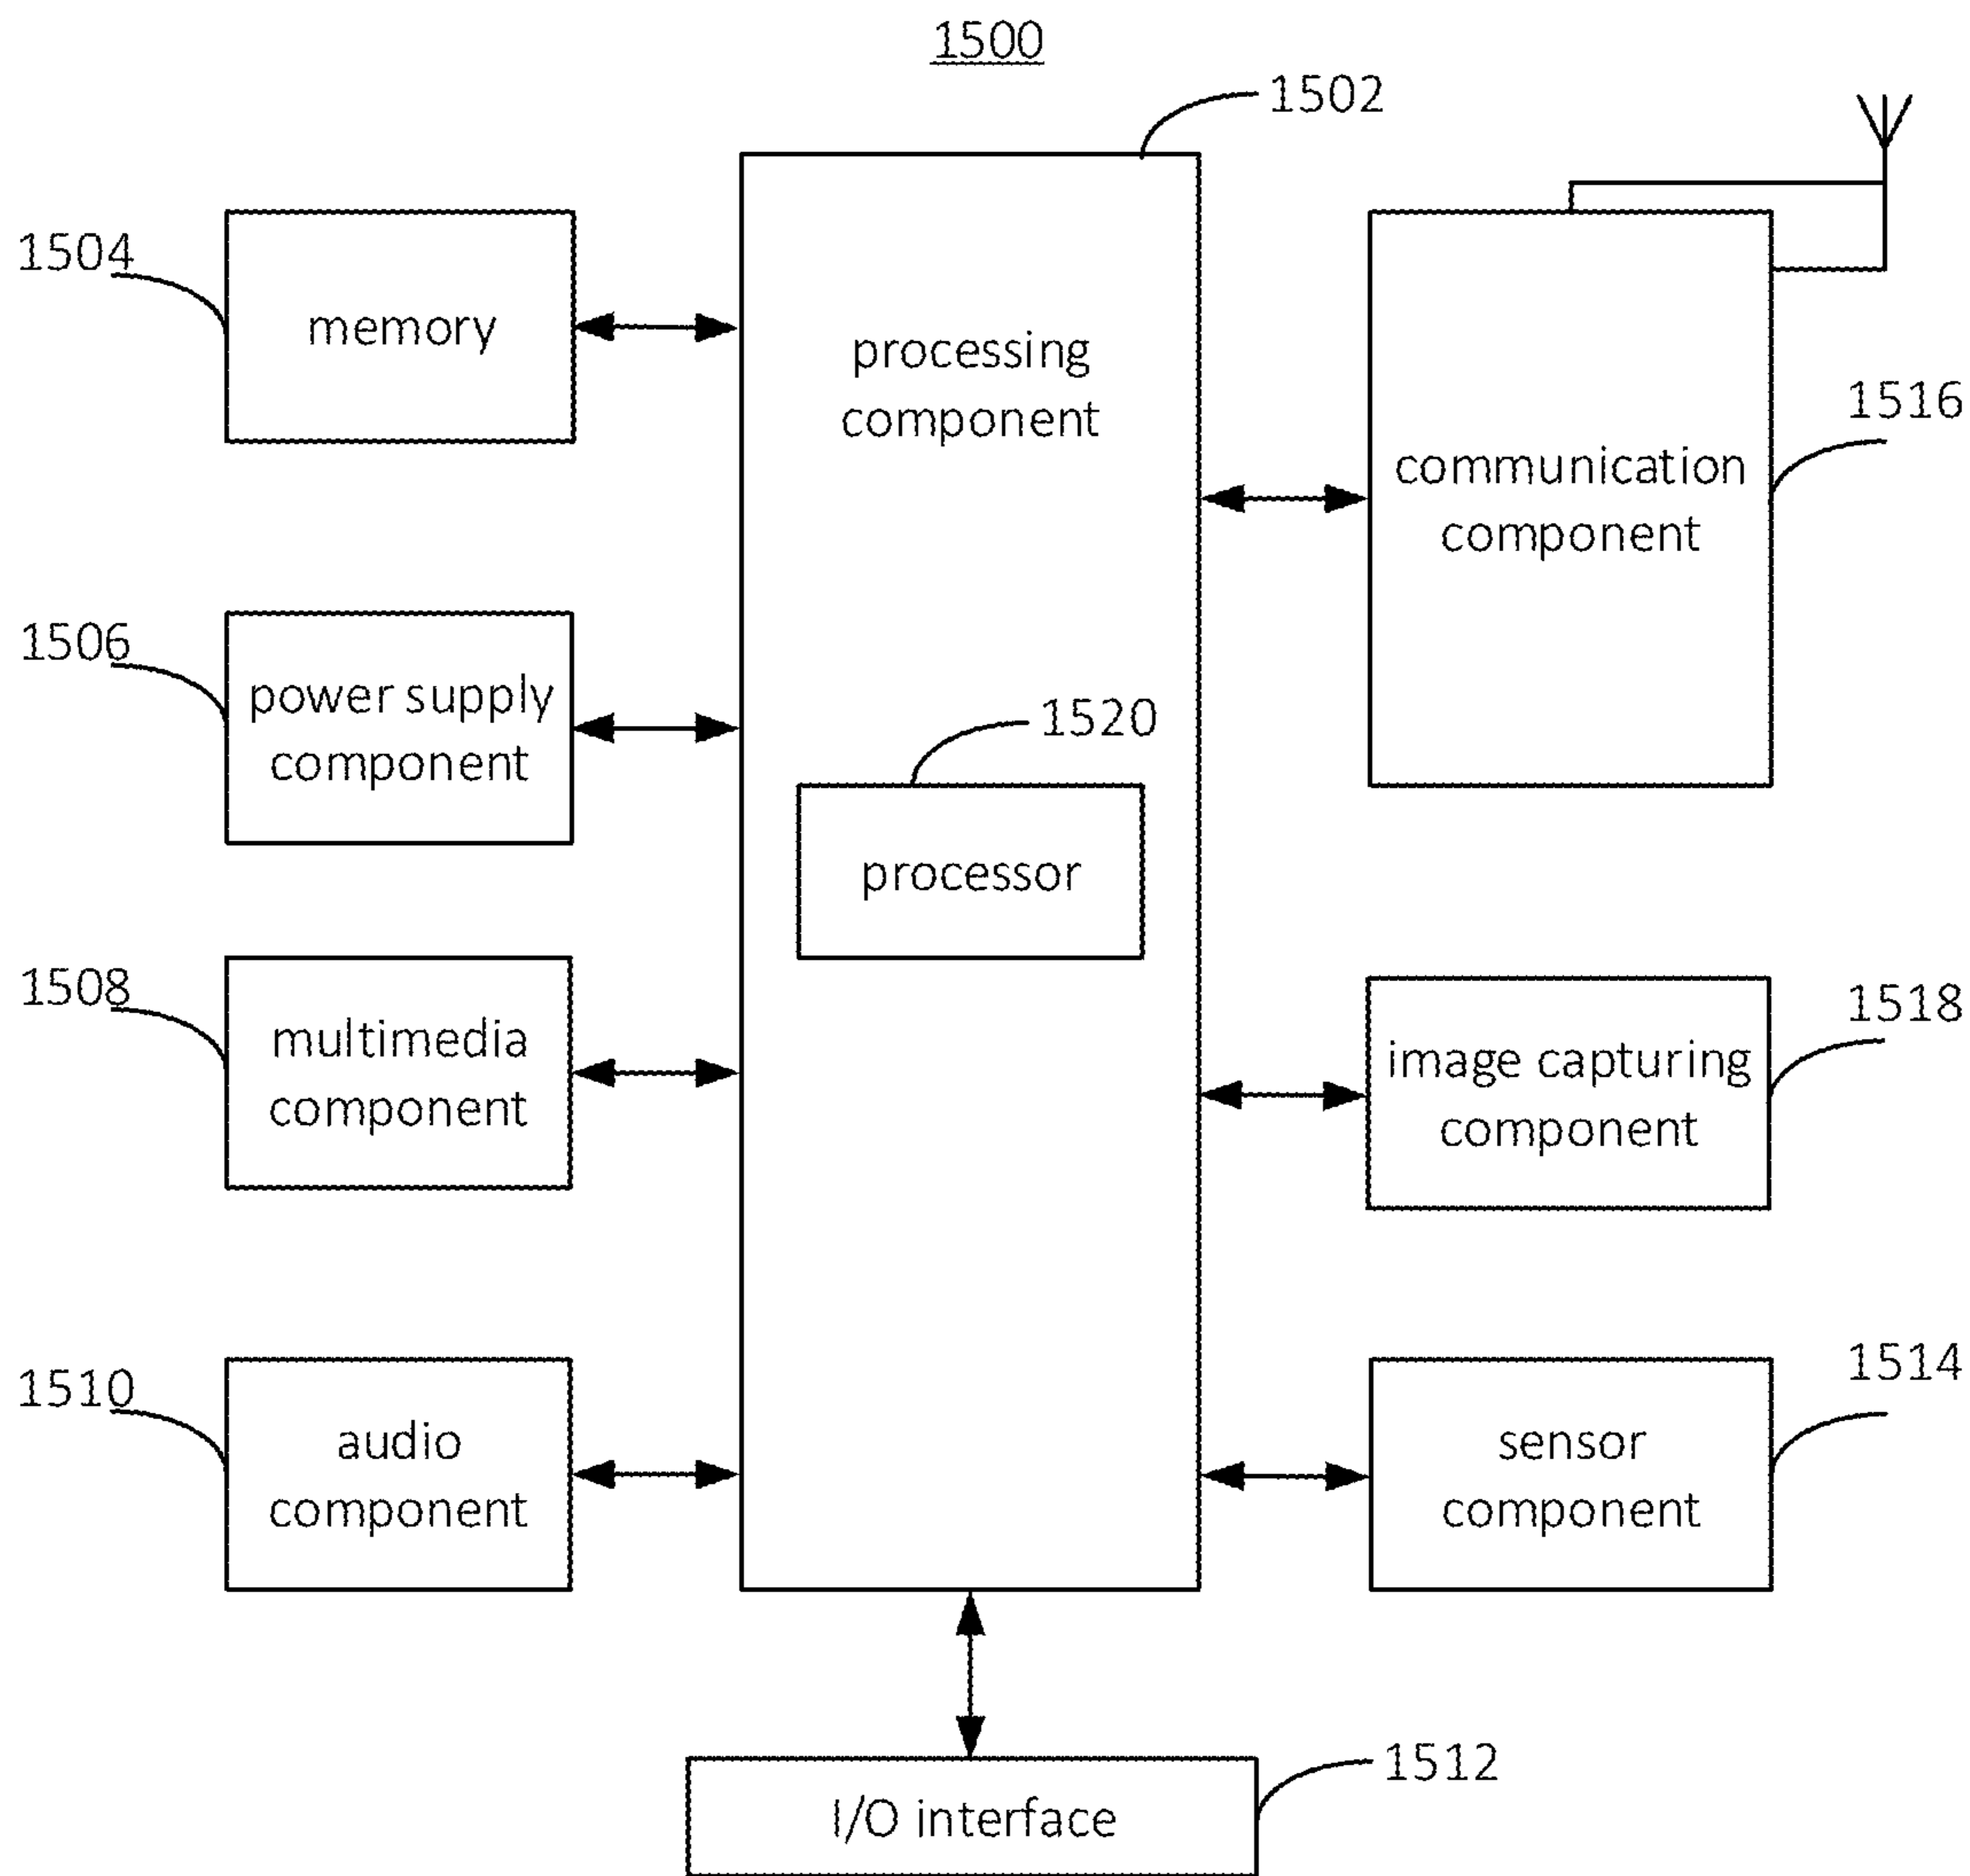 1500
1502
1504
memory
processing
component
1516
communication
component
1506
power supply
component
1520
processor
1508
multimedia
component
1518
image capturing
component
1510
audio
component
1514
sensor
component
1512
I/O interface